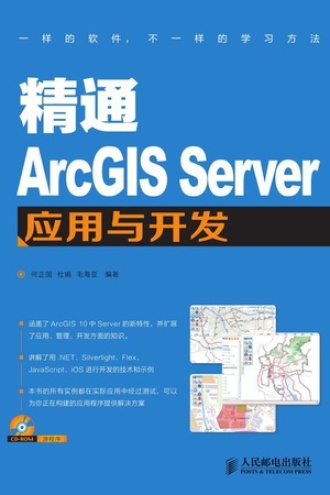 一样的软件，不一样的学习方法
精通
ArcGIS Server
应用与开发
何正国 杜娟 毛海亚 编著
涵盖了ArcGIS 10中Server的新特性，并扩展
了应用、管理、开发方面的知识。
讲解了用.NET、Silverlight、Flex、
JavaScript、iOS进行开发的技术和示例
本书的所有实例都在实际应用中经过测试，可以
为你正在构建的应用程序提供解决方案
CD-ROM
源程序
人民邮电出版社
POSTS & TELECOM PRESS